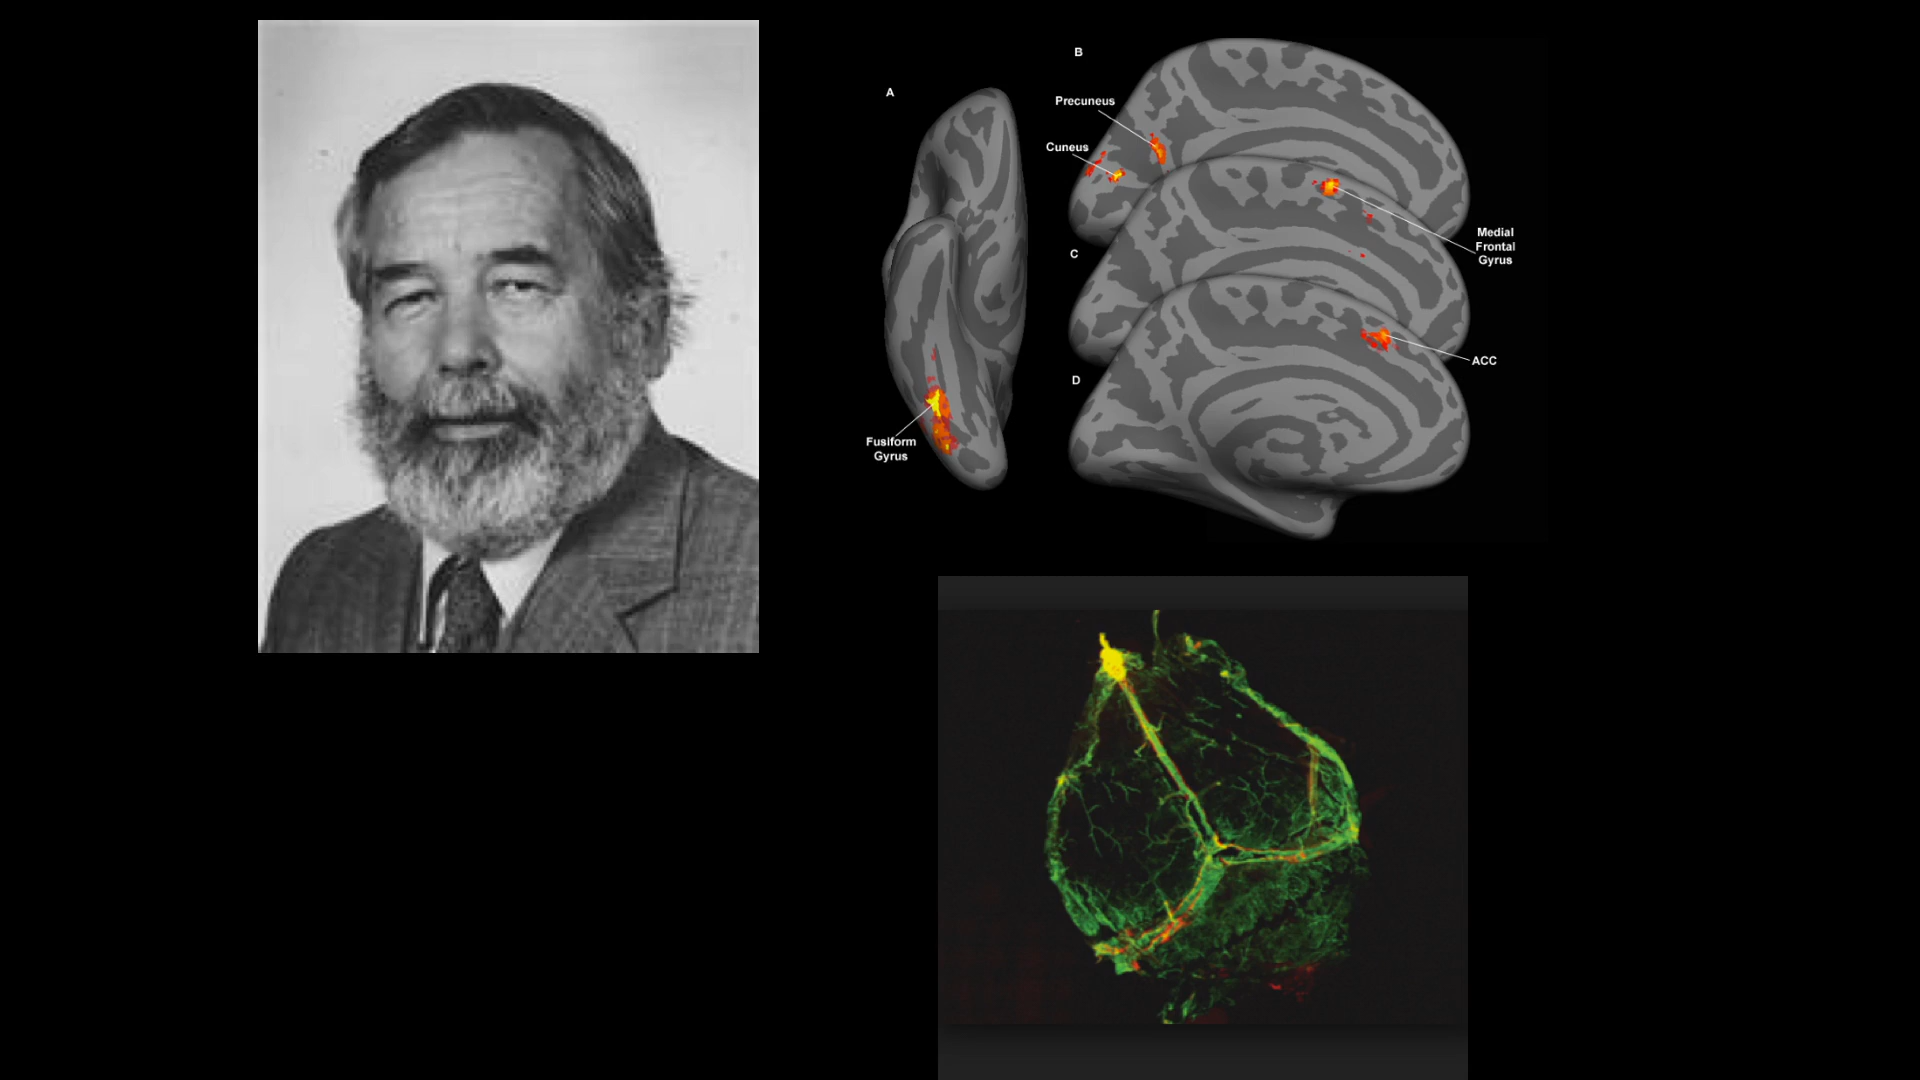 A
Fusiform
Gyrus
B
Precuneus
Cuneus
Medial
Frontal
Gyrus
C
ACC
D